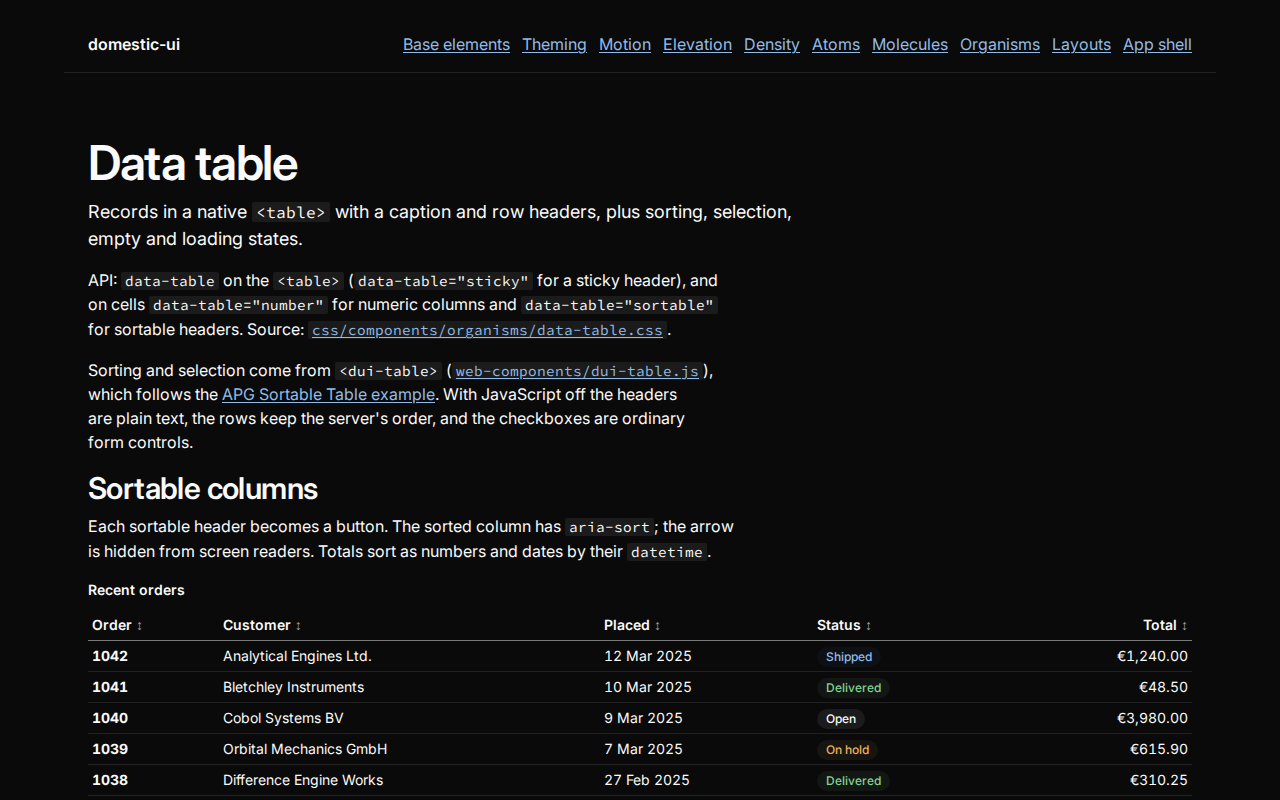 domestic-ui
Base elements Theming Motion Elevation Density Atoms Molecules Organisms Layouts App shell
Data table
Records in a native <table> with a caption and row headers, plus sorting, selection,
empty and loading states.
API: data-table on the <table> ( data-table="sticky" for a sticky header), and
on cells data-table="number" for numeric columns and data-table="sortable"
for sortable headers. Source: css/components/organisms/data-table.css.
Sorting and selection come from <dui-table> ( web-components/dui-table.js ),
which follows the APG Sortable Table example. With JavaScript off the headers
are plain text, the rows keep the server's order, and the checkboxes are ordinary
form controls.
Sortable columns
Each sortable header becomes a button. The sorted column has aria-sort; the arrow
is hidden from screen readers. Totals sort as numbers and dates by their datetime.
Recent orders
Order ↕ Customer ↕ Placed ↕ Status ↕ Total ↕
1042 Analytical Engines Ltd. 12 Mar 2025 Shipped €1,240.00
1041 Bletchley Instruments 10 Mar 2025 Delivered €48.50
1040 Cobol Systems BV 9 Mar 2025 Open €3,980.00
1039 Orbital Mechanics GmbH 7 Mar 2025 On hold €615.90
1038 Difference Engine Works 27 Feb 2025 Delivered €310.25